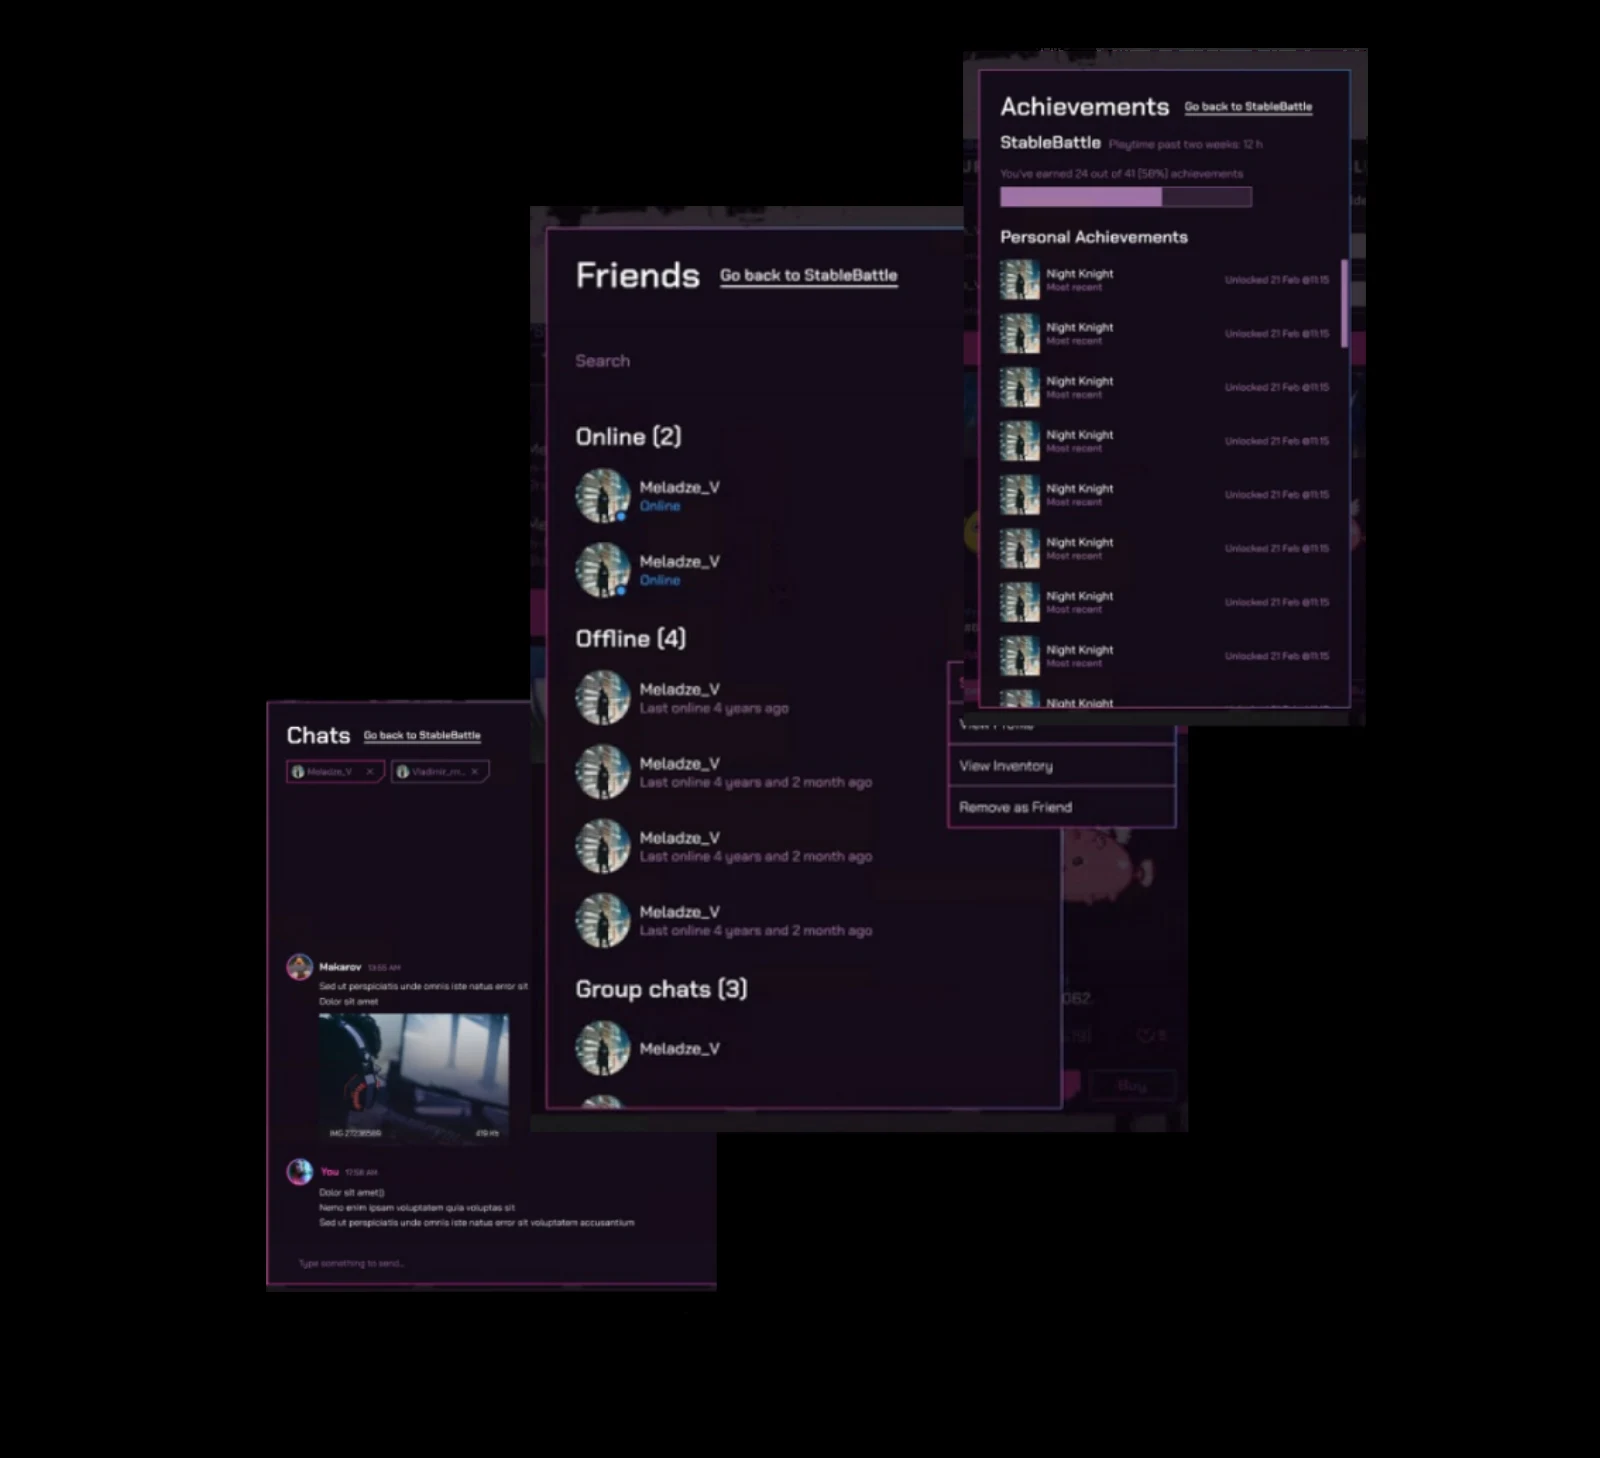 Achievements Go back to StableBattle
StableBattle Playtime past two weeks: 12 h
You've earned 24 out of 41 [58%] achievements
Personal Achievements
Night Knight
Most recent
Unlocked 21 Feb @11:15
Night Knight
Most recent
Unlocked 21 Feb @11:15
Night Knight
Most recent
Unlocked 21 Feb @11:15
Night Knight
Most recent
Unlocked 21 Feb @11:15
Night Knight
Most recent
Unlocked 21 Feb @11:15
Night Knight
Most recent
Unlocked 21 Feb @11:15
Night Knight
Most recent
Unlocked 21 Feb @11:15
Night Knight
Most recent
Unlocked 21 Feb @11:15
Night Knight
Friends Go back to StableBattle
Search
Online (2)
Meladze_V
Online
Meladze_V
Online
Offline (4)
Meladze_V
Last online 4 years ago
Meladze_V
Last online 4 years and 2 month ago
Meladze_V
Last online 4 years and 2 month ago
Meladze_V
Last online 4 years and 2 month ago
Group chats (3)
Meladze_V
View Profile
View Inventory
Remove as Friend
062
Buy
Chats Go back to StableBattle
Meladze_V ×
Vladimir_m... ×
Makarov 13:55 AM
Sed ut perspiciatis unde omnis iste natus error sit
Dolor sit amet
419 Kb
You 17:58 AM
Dolor sit amet))
Nemo enim ipsam voluptatem quia voluptas sit
Sed ut perspiciatis unde omnis iste natus error sit voluptatem accusantium
Type something to send...